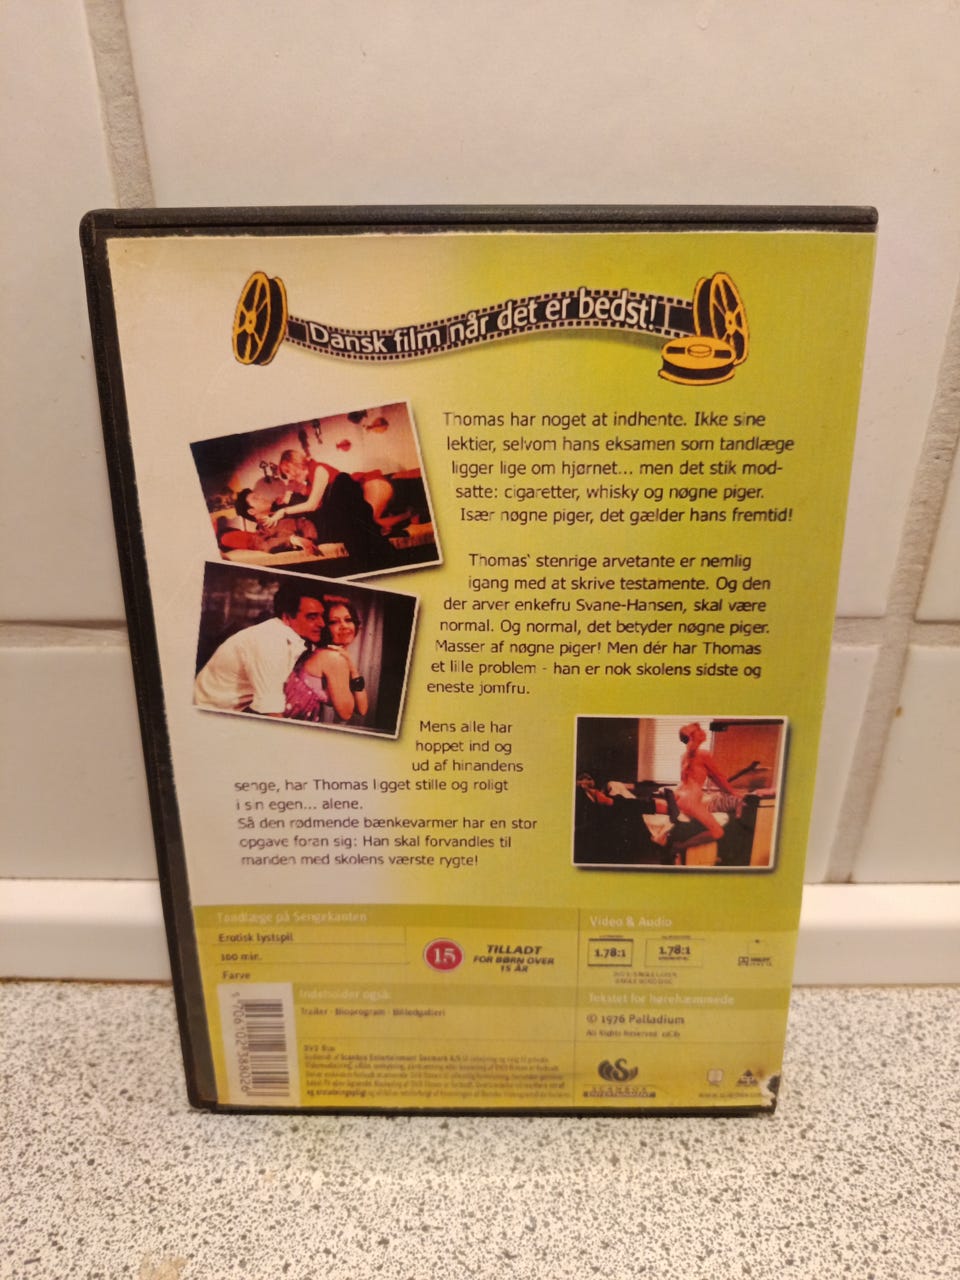 Dansk film når det er bedst!
Thomas har noget at indhente. Ikke sine
lektier, selvom hans eksamen som tandlæge
ligger lige om hjørnet... men det stik mod-
satte: cigaretter, whisky og nøgne piger.
Især nøgne piger, det gælder hans fremtid!
Thomas' stenrige arvetante er nemlig
igang med at skrive testamente. Og den
der arver enkefru Svane-Hansen, skal være
normal. Og normal, det betyder nøgne piger.
Masser af nøgne piger! Men dér har Thomas
et lille problem - han er nok skolens sidste og
eneste jomfru.
Mens alle har
hoppet ind og
ud af hinandens
senge, har Thomas ligget stille og roligt
i sin egen... alene.
Så den rødmende bænkevarmer har en stor
opgave foran sig: Han skal forvandles til
manden med skolens værste rygte!
Tandlæge på Sengekanten
Erotisk lystspil
100 min.
Farve
15
TILLADT
FOR BØRN OVER
15 ÅR
Video & Audio
1.78:1
1.78:1
Indeholder også:
Trailer · Bioprogram · Billedgalleri
Tekstet for hørehæmmede
© 1976 Palladium
All Rights Reserved.
5706102388026
SCANBOX